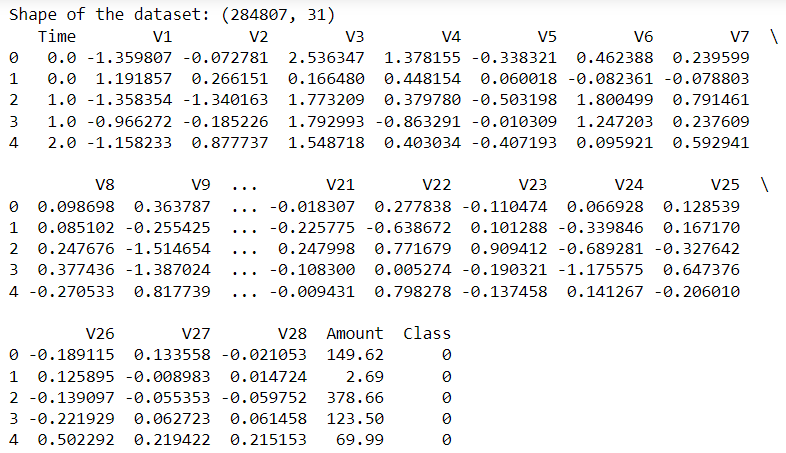 Shape of the dataset: (284807, 31)
   Time        V1        V2        V3        V4        V5        V6        V7  \
0   0.0 -1.359807 -0.072781  2.536347  1.378155 -0.338321  0.462388  0.239599
1   0.0  1.191857  0.266151  0.166480  0.448154  0.060018 -0.082361 -0.078803
2   1.0 -1.358354 -1.340163  1.773209  0.379780 -0.503198  1.800499  0.791461
3   1.0 -0.966272 -0.185226  1.792993 -0.863291 -0.010309  1.247203  0.237609
4   2.0 -1.158233  0.877737  1.548718  0.403034 -0.407193  0.095921  0.592941
         V8        V9  ...       V21       V22       V23       V24       V25  \
0  0.098698  0.363787  ... -0.018307  0.277838 -0.110474  0.066928  0.128539
1  0.085102 -0.255425  ... -0.225775 -0.638672  0.101288 -0.339846  0.167170
2  0.247676 -1.514654  ...  0.247998  0.771679  0.909412 -0.689281 -0.327642
3  0.377436 -1.387024  ... -0.108300  0.005274 -0.190321 -1.175575  0.647376
4 -0.270533  0.817739  ... -0.009431  0.798278 -0.137458  0.141267 -0.206010
        V26       V27       V28  Amount  Class
0 -0.189115  0.133558 -0.021053  149.62      0
1  0.125895 -0.008983  0.014724    2.69      0
2 -0.139097 -0.055353 -0.059752  378.66      0
3 -0.221929  0.062723  0.061458  123.50      0
4  0.502292  0.219422  0.215153   69.99      0